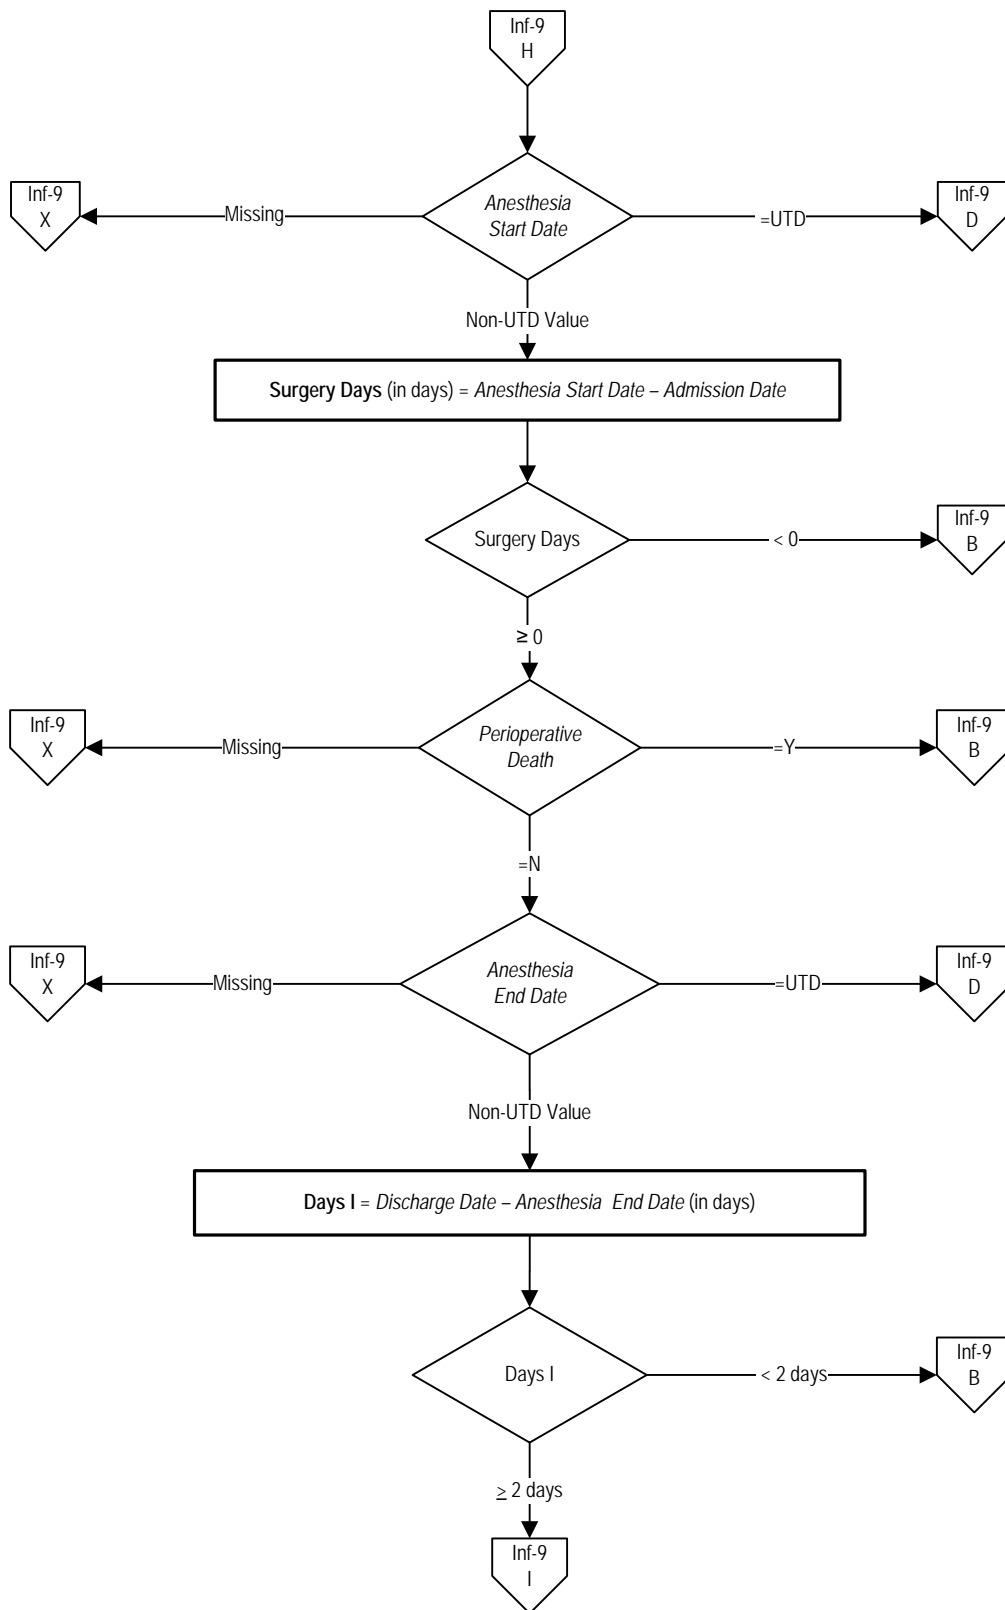 Inf-9
H
Inf-9
X
Missing
Anesthesia
Start Date
=UTD
Inf-9
D
Non-UTD Value
Surgery Days (in days) = Anesthesia Start Date – Admission Date
Surgery Days
< 0
Inf-9
B
≥ 0
Inf-9
X
Missing
Perioperative
Death
=Y
Inf-9
B
=N
Inf-9
X
Missing
Anesthesia
End Date
=UTD
Inf-9
D
Non-UTD Value
Days I = Discharge Date – Anesthesia End Date (in days)
Days I
< 2 days
Inf-9
B
≥ 2 days
Inf-9
I